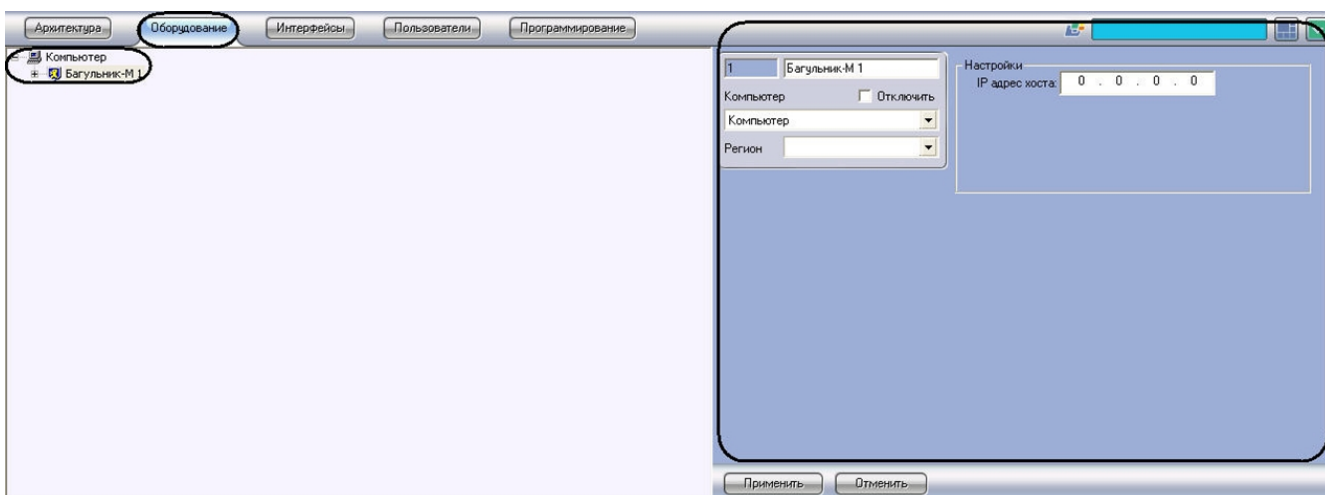 Архитектура Оборудование Интерфейсы Пользователи Программирование
Компьютер
Багульник-М 1
1 Багульник-М 1
Компьютер Отключить
Компьютер
Регион
Настройки
IP адрес хоста: 0 . 0 . 0 . 0
Применить Отменить